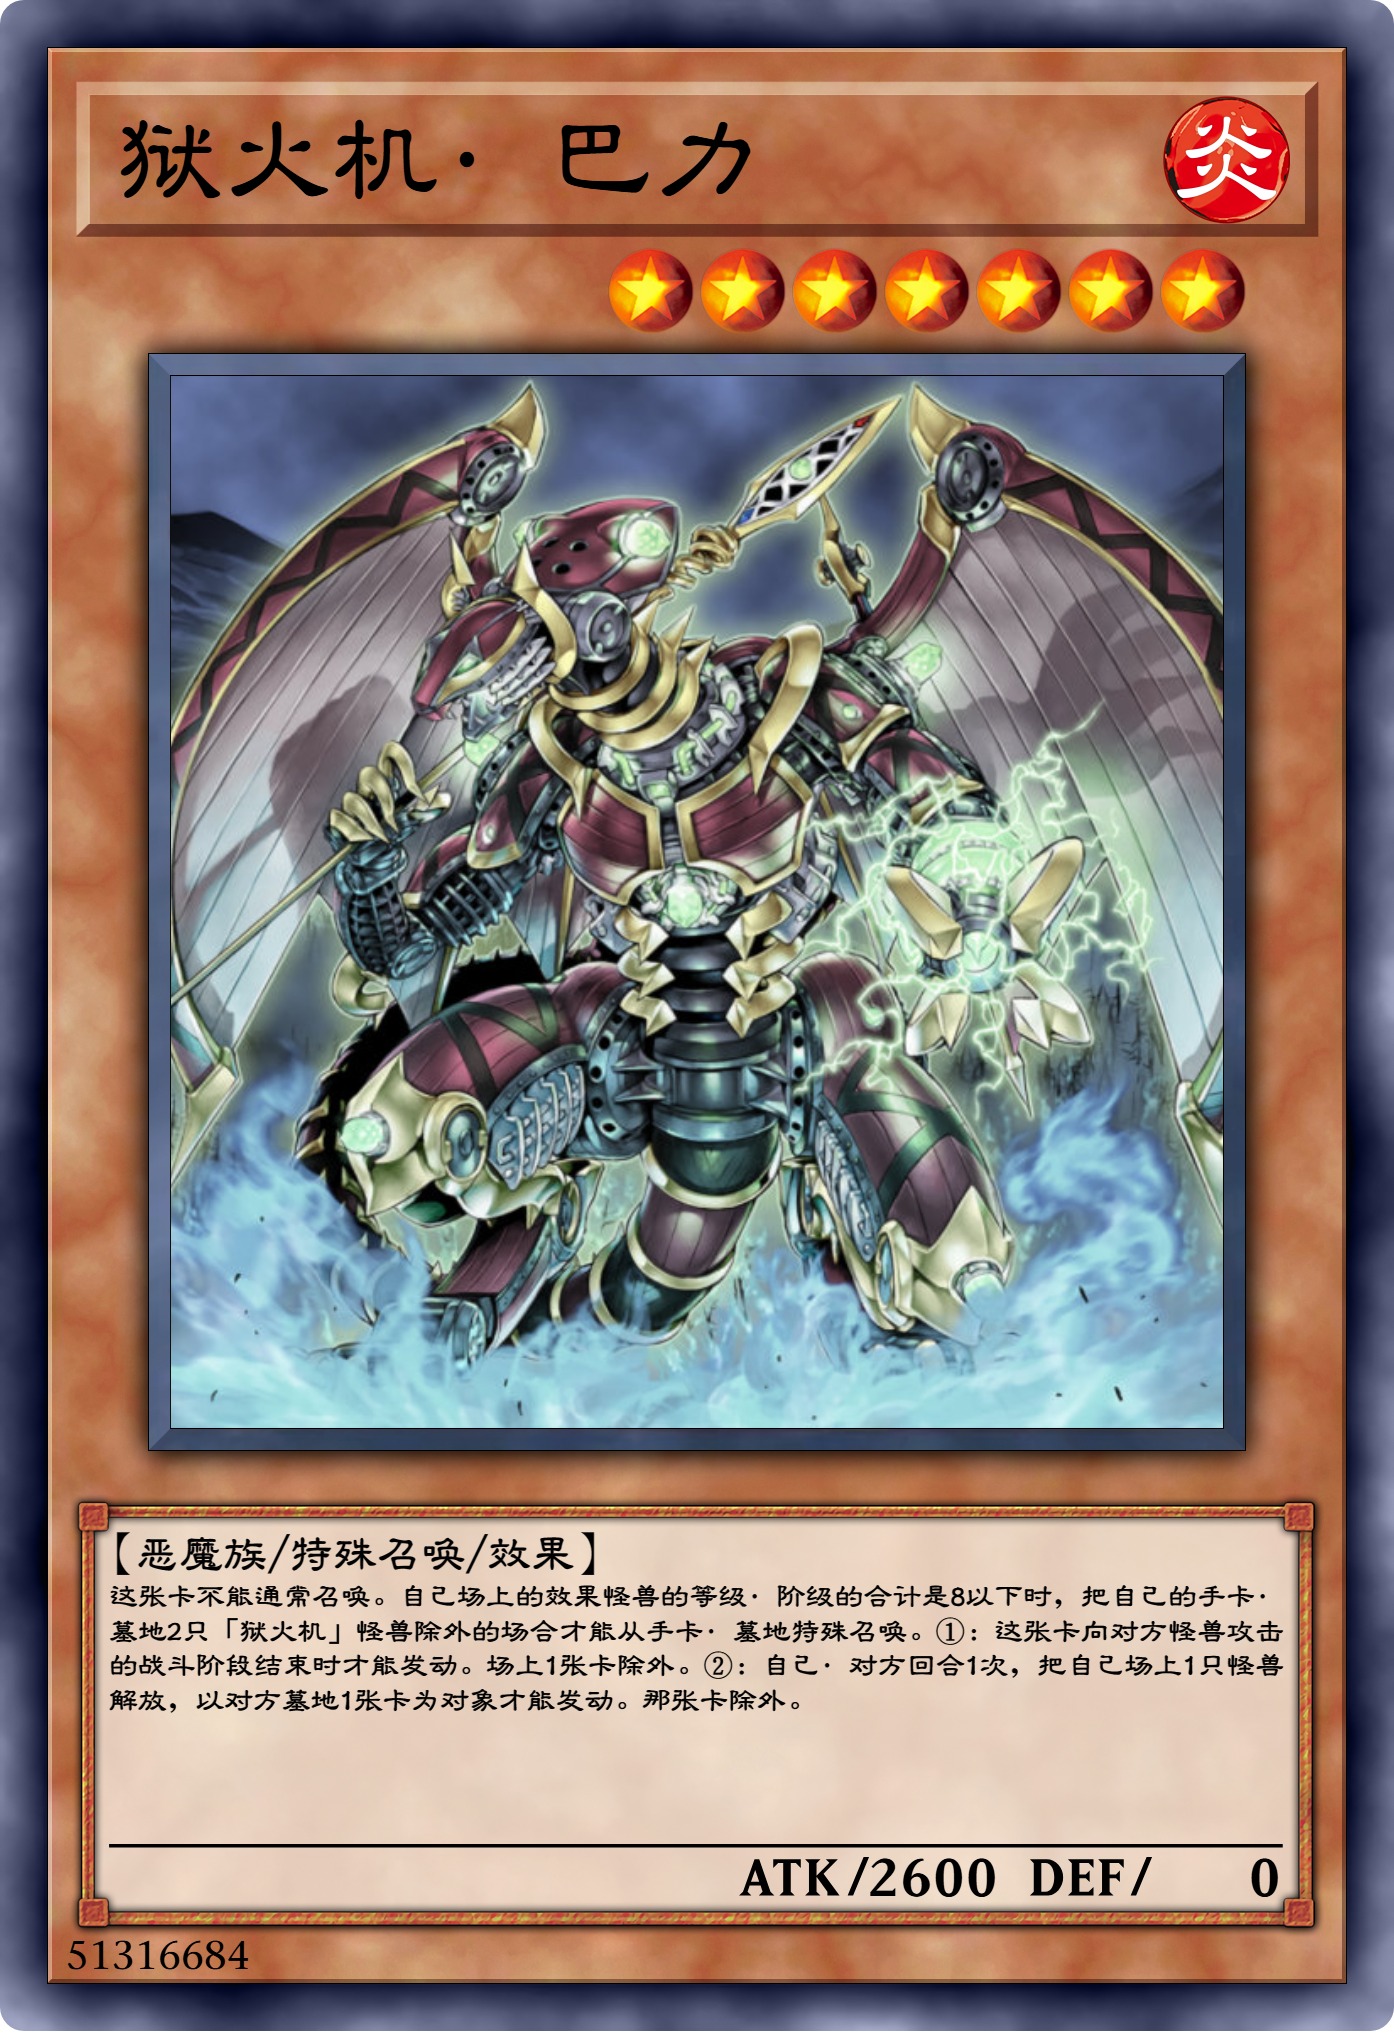 狱火机·巴力
炎
【恶魔族/特殊召唤/效果】
这张卡不能通常召唤。自己场上的效果怪兽的等级·阶级的合计是8以下时，把自己的手卡·
墓地2只「狱火机」怪兽除外的场合才能从手卡·墓地特殊召唤。①：这张卡向对方怪兽攻击
的战斗阶段结束时才能发动。场上1张卡除外。②：自己·对方回合1次，把自己场上1只怪兽
解放，以对方墓地1张卡为对象才能发动。那张卡除外。
ATK/2600 DEF/ 0
51316684